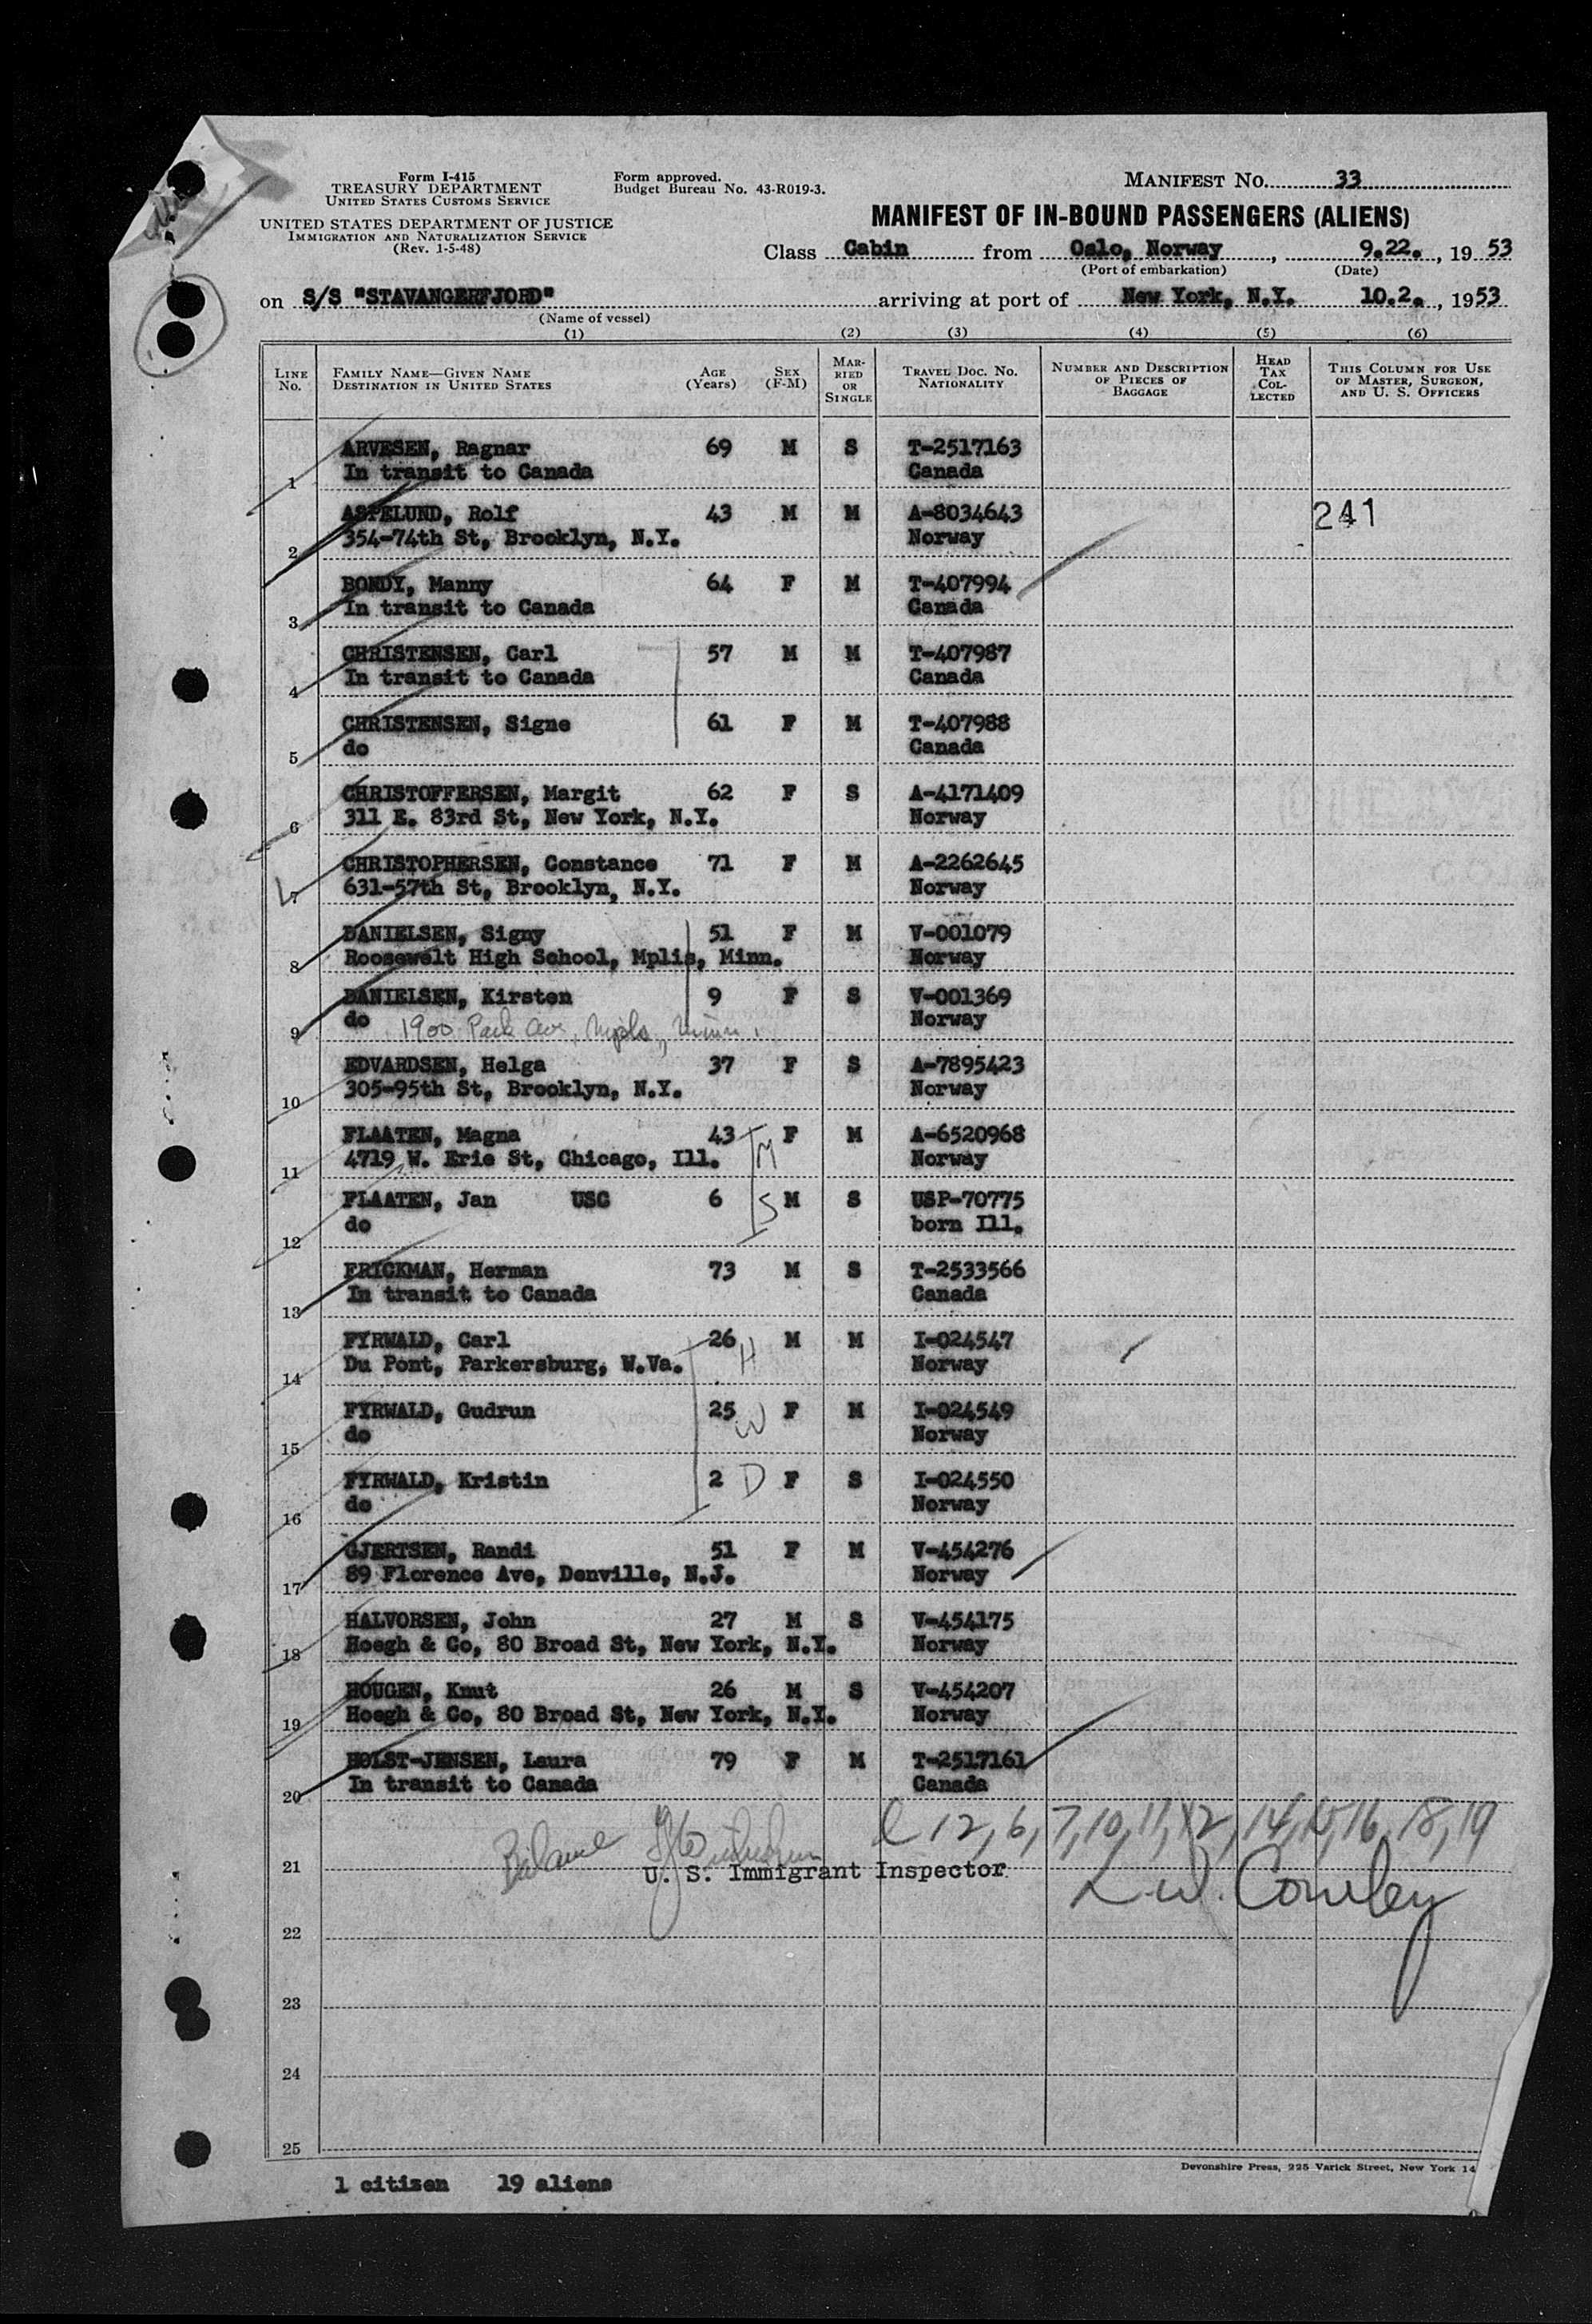 Form I-415
TREASURY DEPARTMENT
UNITED STATES CUSTOMS SERVICE
UNITED STATES DEPARTMENT OF JUSTICE
IMMIGRATION AND NATURALIZATION SERVICE
(Rev. 1-5-48)
Form approved.
Budget Bureau No. 43-R019-3.
MANIFEST NO. 33
MANIFEST OF IN-BOUND PASSENGERS (ALIENS)
Class Cabin from Oslo, Norway, 9.22., 1953
(Port of embarkation) (Date)
on S/S "STAVANGERFJORD" arriving at port of New York, N.Y. 10.2., 1953
(Name of vessel)
(1) (2) (3) (4) (5) (6)
LINE No. FAMILY NAME—GIVEN NAME DESTINATION IN UNITED STATES AGE (Years) SEX (F-M) MARRIED OR SINGLE TRAVEL DOC. NO. NATIONALITY NUMBER AND DESCRIPTION OF PIECES OF BAGGAGE HEAD TAX COLLECTED THIS COLUMN FOR USE OF MASTER, SURGEON, AND U. S. OFFICERS
ARVESEN, Ragnar 69 M S T-2517163
1 In transit to Canada Canada
ASPELUND, Rolf 43 M M A-8034643 241
2 354-74th St, Brooklyn, N.Y. Norway
BONDY, Manny 64 F M T-407994
3 In transit to Canada Canada
CHRISTENSEN, Carl 57 M M T-407987
4 In transit to Canada Canada
CHRISTENSEN, Signe 61 F M T-407988
5 do Canada
CHRISTOFFERSEN, Margit 62 F S A-4171409
6 311 E. 83rd St, New York, N.Y. Norway
CHRISTOPHERSEN, Constance 71 F M A-2262645
7 631-57th St, Brooklyn, N.Y. Norway
DANIELSEN, Signy 51 F M V-001079
8 Roosewelt High School, Mplis, Minn. Norway
DANIELSEN, Kirsten 9 F S V-001369
9 do 1900 Park Ave, Mpls, Minn. Norway
EDVARDSEN, Helga 37 F S A-7895423
10 305-95th St, Brooklyn, N.Y. Norway
FLAATEN, Magna 43 M F M A-6520968
11 4719 W. Erie St, Chicago, Ill. Norway
FLAATEN, Jan USC 6 S M S USP-70775
12 do born Ill.
FRICKMAN, Herman 73 M S T-2533566
13 In transit to Canada Canada
FYRWALD, Carl 26 H M M I-024547
14 Du Pont, Parkersburg, W.Va. Norway
FYRWALD, Gudrun 25 W F M I-024549
15 do Norway
FYRWALD, Kristin 2 D F S I-024550
16 do Norway
GJERTSEN, Randi 51 F M V-454276
17 89 Florence Ave, Denville, N.J. Norway
HALVORSEN, John 27 M S V-454175
18 Hoegh & Co, 80 Broad St, New York, N.Y. Norway
HOUGEN, Knut 26 M S V-454207
19 Hoegh & Co, 80 Broad St, New York, N.Y. Norway
HOLST-JENSEN, Laura 79 F M T-2517161
20 In transit to Canada Canada
Balance l 12, 6, 7, 10, 11, 12, 14, 15, 16, 18, 19
21 U. S. Immigrant Inspector
22
23
24
25
Devonshire Press, 225 Varick Street, New York 14
1 citizen 19 aliens